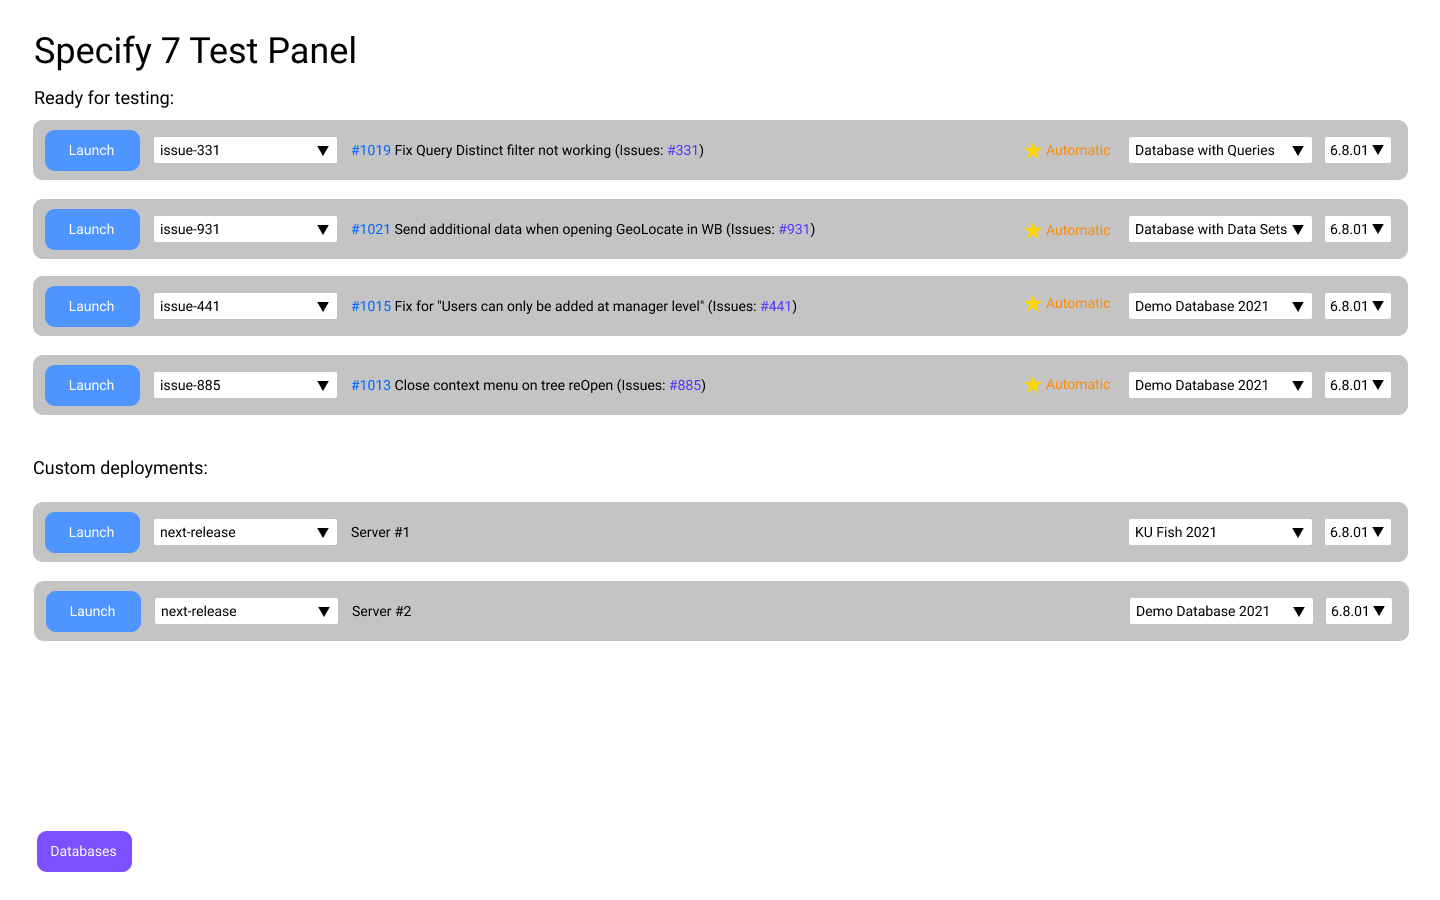 Specify 7 Test Panel
Ready for testing:
Launch issue-331 #1019 Fix Query Distinct filter not working (Issues: #331) Automatic Database with Queries 6.8.01
Launch issue-931 #1021 Send additional data when opening GeoLocate in WB (Issues: #931) Automatic Database with Data Sets 6.8.01
Launch issue-441 #1015 Fix for "Users can only be added at manager level" (Issues: #441) Automatic Demo Database 2021 6.8.01
Launch issue-885 #1013 Close context menu on tree reOpen (Issues: #885) Automatic Demo Database 2021 6.8.01
Custom deployments:
Launch next-release Server #1 KU Fish 2021 6.8.01
Launch next-release Server #2 Demo Database 2021 6.8.01
Databases